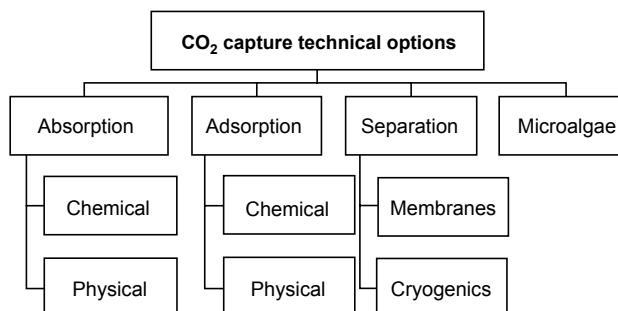 CO₂ capture technical options
Absorption
Adsorption
Separation
Microalgae
Chemical
Chemical
Membranes
Physical
Physical
Cryogenics